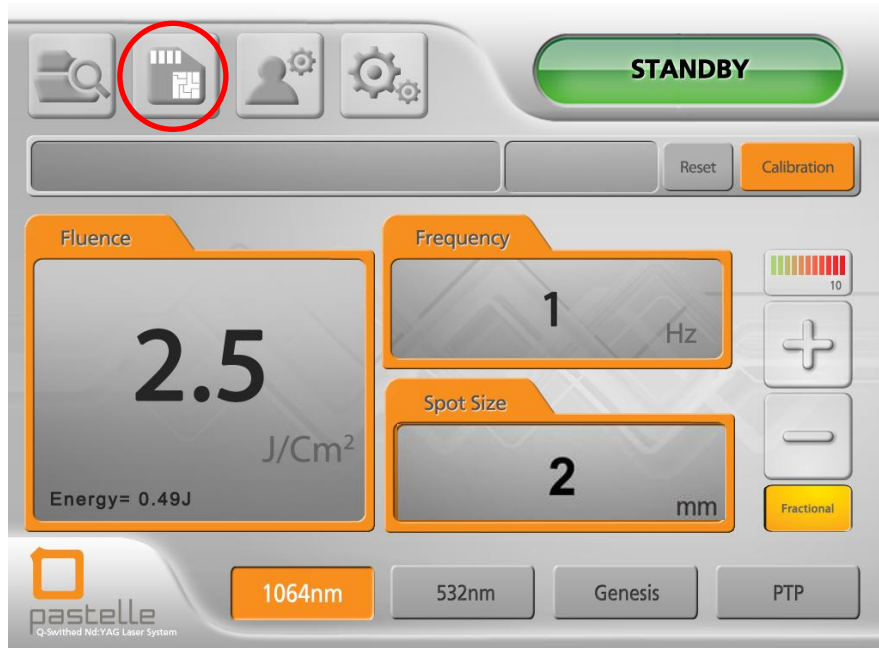 STANDBY
Reset
Calibration
Fluence
2.5
J/Cm²
Energy= 0.49J
Frequency
1
Hz
Spot Size
2
mm
10
Fractional
pastelle
Q-Swithed Nd:YAG Laser System
1064nm
532nm
Genesis
PTP